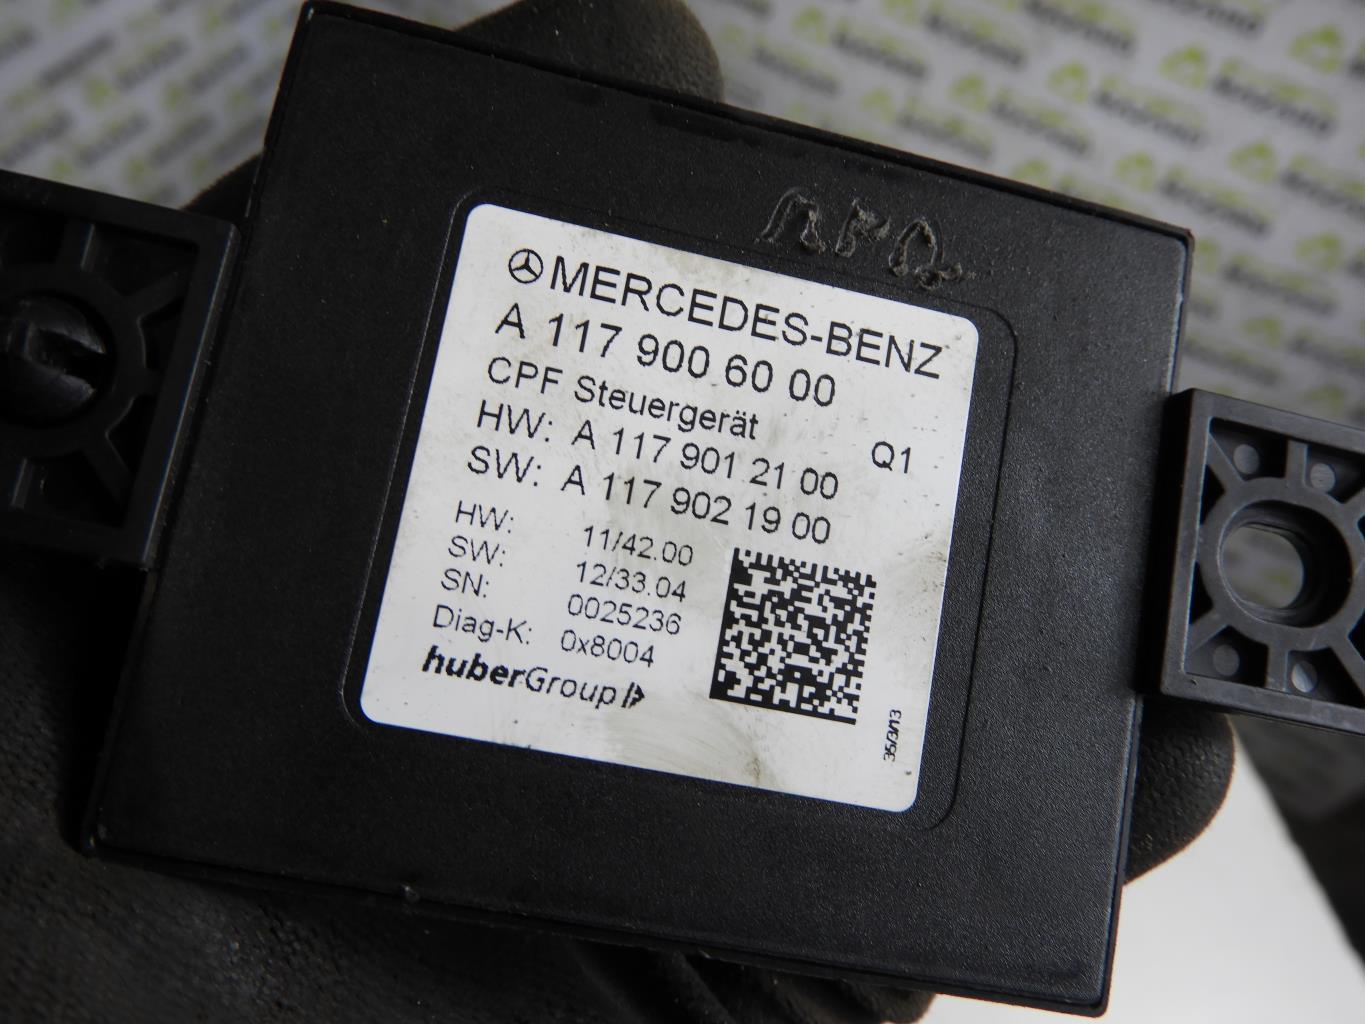 MERCEDES-BENZ
A 117 900 60 00
CPF Steuergerät
Q1
HW: A 117 901 21 00
SW: A 117 902 19 00
HW: 11/42.00
SW: 12/33.04
SN: 0025236
Diag-K: 0x8004
huberGroup
35/3/13